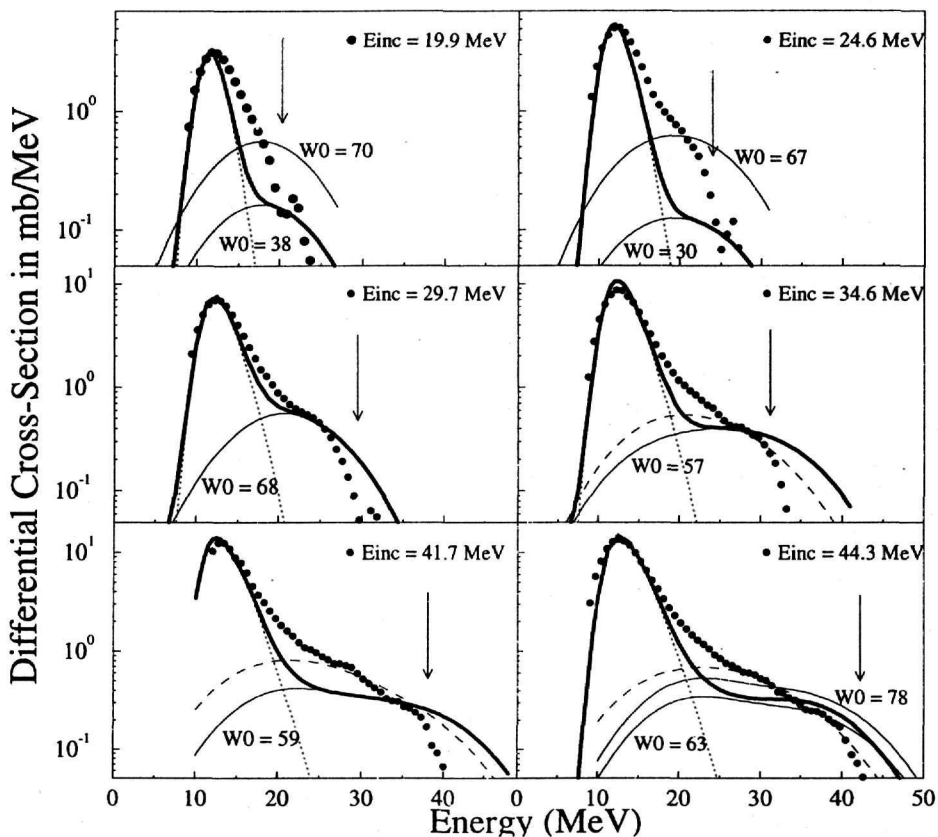 Differential Cross-Section in mb/MeV
● Einc = 19.9 MeV
10^0
10^-1
W0 = 70
W0 = 38
● Einc = 24.6 MeV
W0 = 67
W0 = 30
● Einc = 29.7 MeV
10^1
10^0
10^-1
W0 = 68
● Einc = 34.6 MeV
W0 = 57
● Einc = 41.7 MeV
10^1
10^0
10^-1
W0 = 59
● Einc = 44.3 MeV
W0 = 78
W0 = 63
0 10 20 30 40 0 10 20 30 40 50
Energy (MeV)